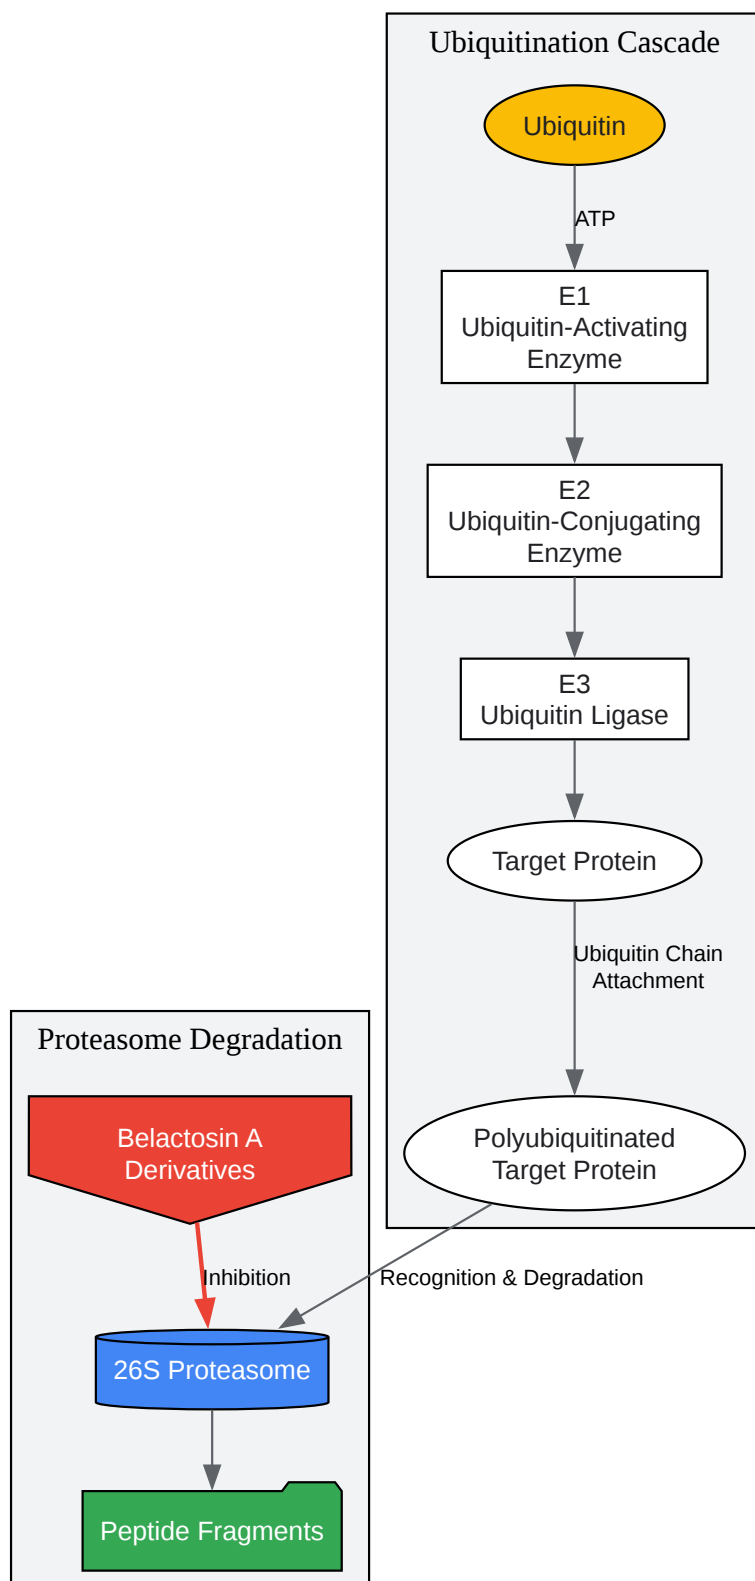 Ubiquitination Cascade
Ubiquitin
ATP
E1
Ubiquitin-Activating
Enzyme
E2
Ubiquitin-Conjugating
Enzyme
E3
Ubiquitin Ligase
Target Protein
Ubiquitin Chain
Attachment
Polyubiquitinated
Target Protein
Recognition & Degradation
Proteasome Degradation
Belactosin A
Derivatives
Inhibition
26S Proteasome
Peptide Fragments